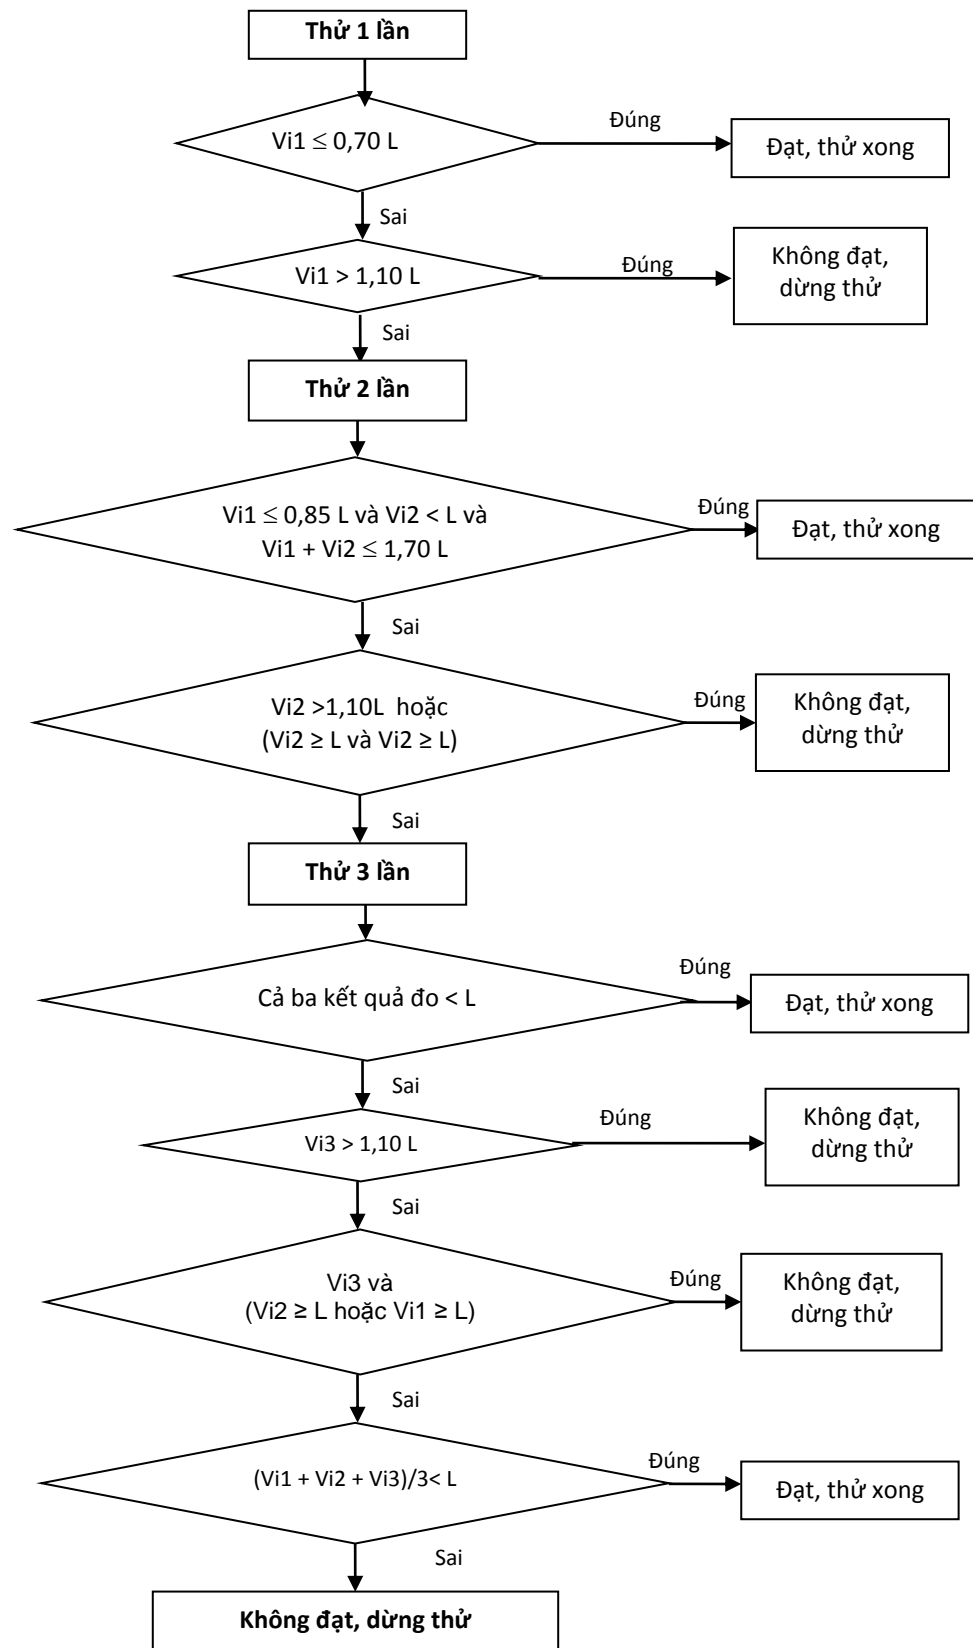 Thử 1 lần
Vi1 ≤ 0,70 L
Đúng
Đạt, thử xong
Sai
Vi1 > 1,10 L
Đúng
Không đạt,
dừng thử
Sai
Thử 2 lần
Vi1 ≤ 0,85 L và Vi2 < L và
Vi1 + Vi2 ≤ 1,70 L
Đúng
Đạt, thử xong
Sai
Vi2 >1,10L hoặc
(Vi2 ≥ L và Vi2 ≥ L)
Đúng
Không đạt,
dừng thử
Sai
Thử 3 lần
Cả ba kết quả đo < L
Đúng
Đạt, thử xong
Sai
Vi3 > 1,10 L
Đúng
Không đạt,
dừng thử
Sai
Vi3 và
(Vi2 ≥ L hoặc Vi1 ≥ L)
Đúng
Không đạt,
dừng thử
Sai
(Vi1 + Vi2 + Vi3)/3< L
Đúng
Đạt, thử xong
Sai
Không đạt, dừng thử